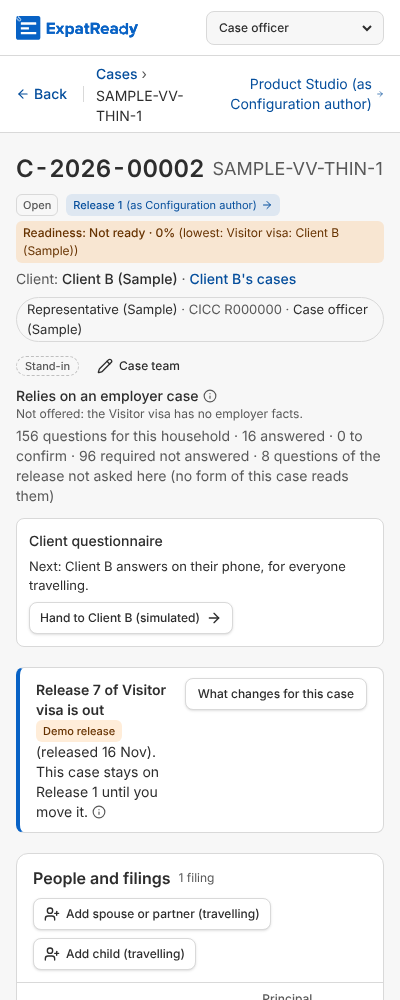 ExpatReady
Case officer
Back
Cases ›
SAMPLE-VV-
THIN-1
Product Studio (as
Configuration author)
C-2026-00002 SAMPLE-VV-THIN-1
Open
Release 1 (as Configuration author)
Readiness: Not ready · 0% (lowest: Visitor visa: Client B
(Sample))
Client: Client B (Sample) · Client B's cases
Representative (Sample) · CICC R000000 · Case officer
(Sample)
Stand-in
Case team
Relies on an employer case
Not offered: the Visitor visa has no employer facts.
156 questions for this household · 16 answered · 0 to
confirm · 96 required not answered · 8 questions of the
release not asked here (no form of this case reads
them)
Client questionnaire
Next: Client B answers on their phone, for everyone
travelling.
Hand to Client B (simulated)
Release 7 of Visitor
visa is out
Demo release
(released 16 Nov).
This case stays on
Release 1 until you
move it.
What changes for this case
People and filings 1 filing
Add spouse or partner (travelling)
Add child (travelling)
Principal